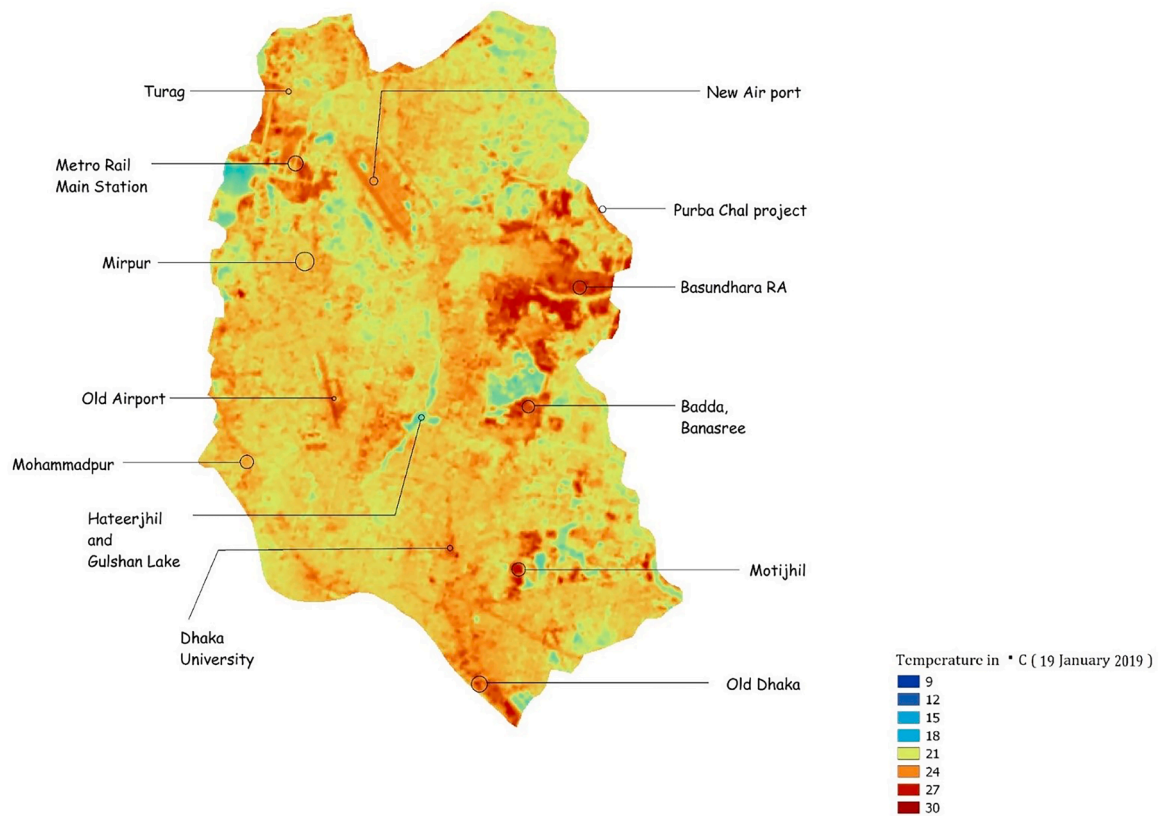 Turag
New Air port
Metro Rail
Main Station
Purba Chal project
Mirpur
Basundhara RA
Old Airport
Badda,
Banasree
Mohammadpur
Hateerjhil
and
Gulshan Lake
Motijhil
Dhaka
University
Old Dhaka
Temperature in ° C ( 19 January 2019 )
9
12
15
18
21
24
27
30